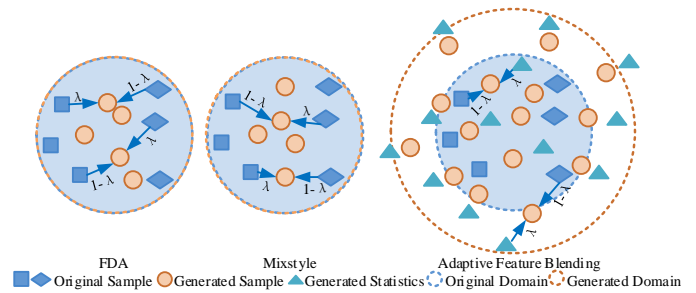 λ
1-λ
λ
1-λ
1-λ
λ
λ
1-λ
λ
1-λ
1-λ
λ
FDA
Mixstyle
Adaptive Feature Blending
Original Sample
Generated Sample
Generated Statistics
Original Domain
Generated Domain